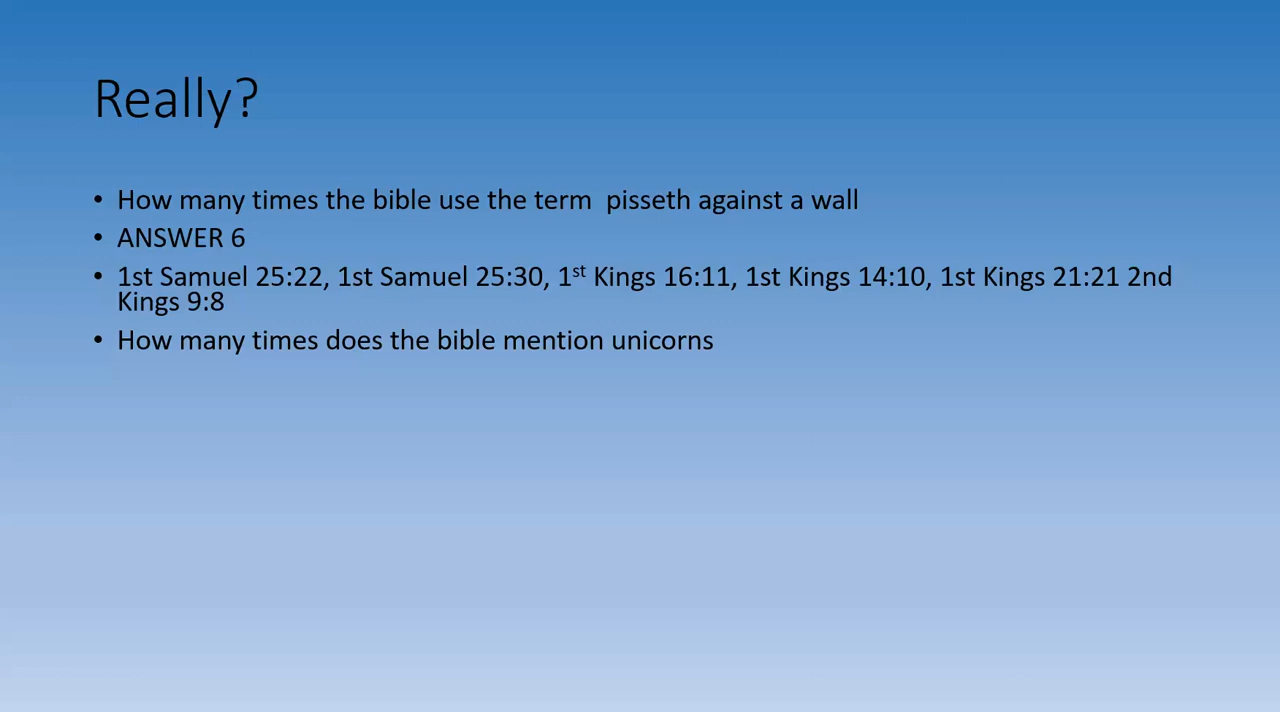 Really?
• How many times the bible use the term  pisseth against a wall
• ANSWER 6
• 1st Samuel 25:22, 1st Samuel 25:30, 1st Kings 16:11, 1st Kings 14:10, 1st Kings 21:21 2nd
Kings 9:8
• How many times does the bible mention unicorns